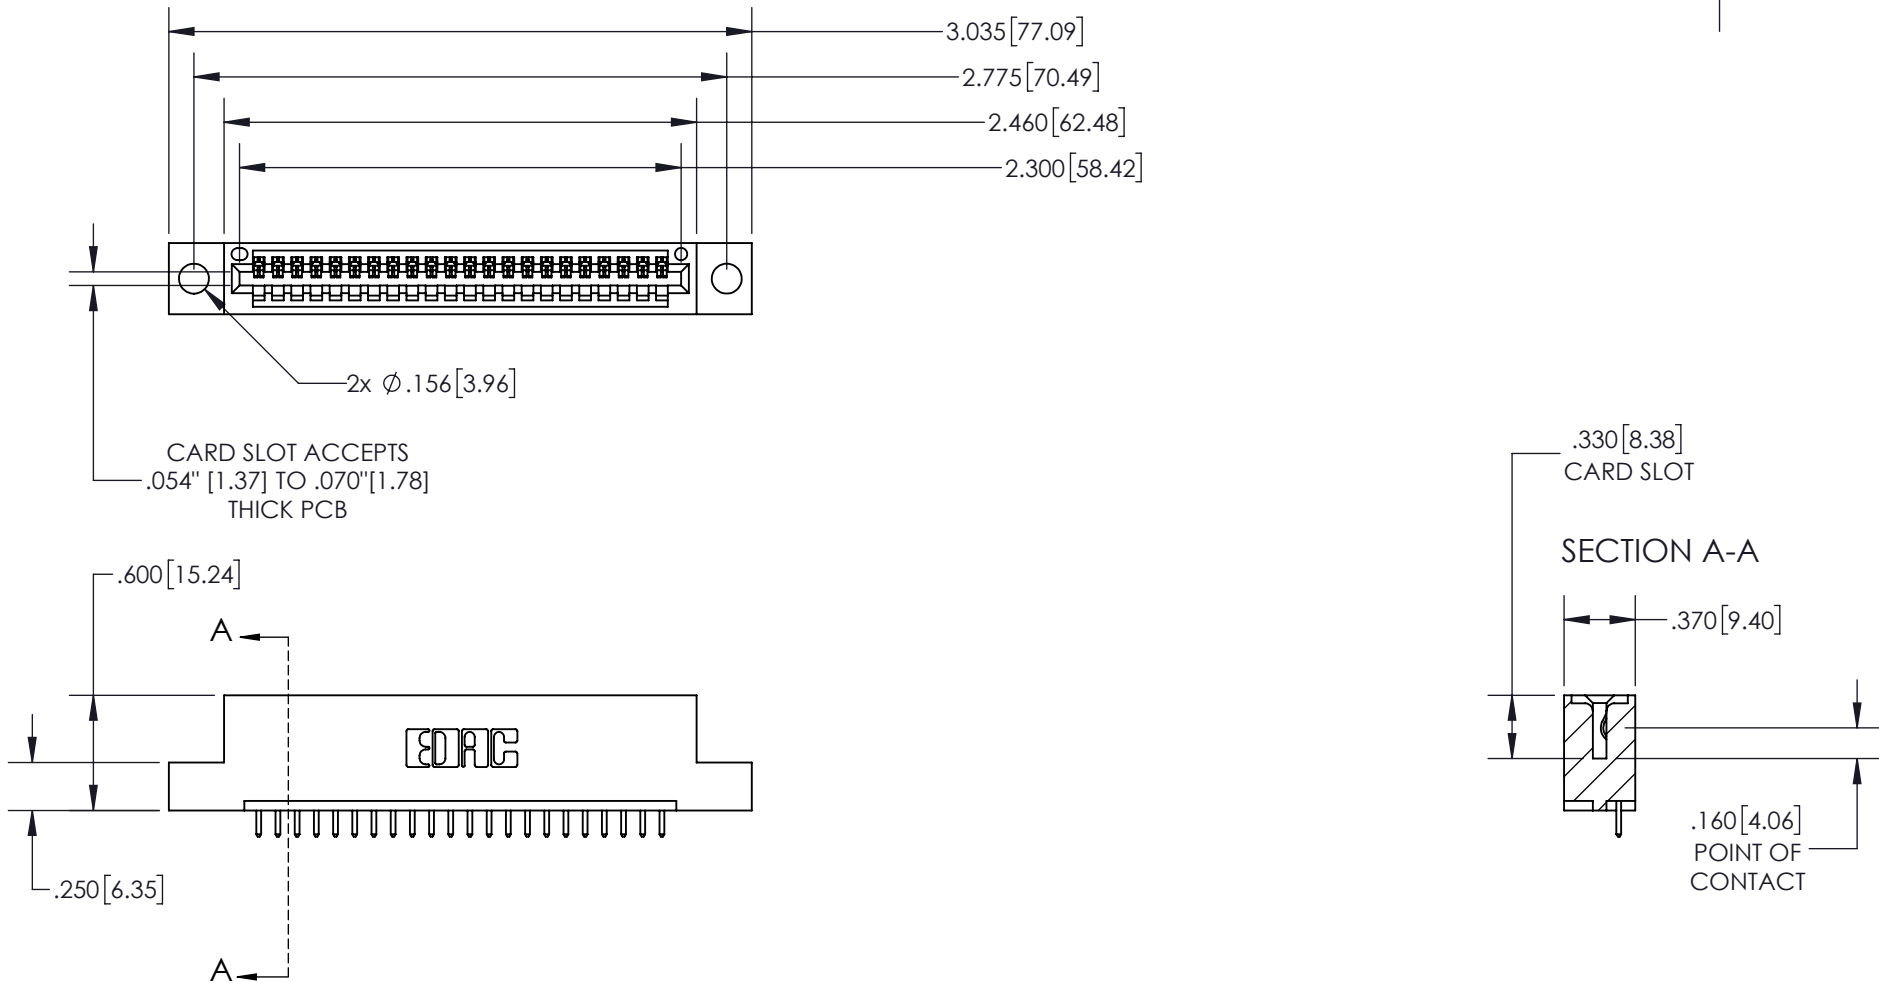 3.035[77.09]
2.775[70.49]
2.460[62.48]
2.300[58.42]
2x Ø.156[3.96]
CARD SLOT ACCEPTS
.054" [1.37] TO .070"[1.78]
THICK PCB
.330[8.38]
CARD SLOT
SECTION A-A
.600[15.24]
.370[9.40]
A
EDAC
.160[4.06]
POINT OF
CONTACT
.250[6.35]
A